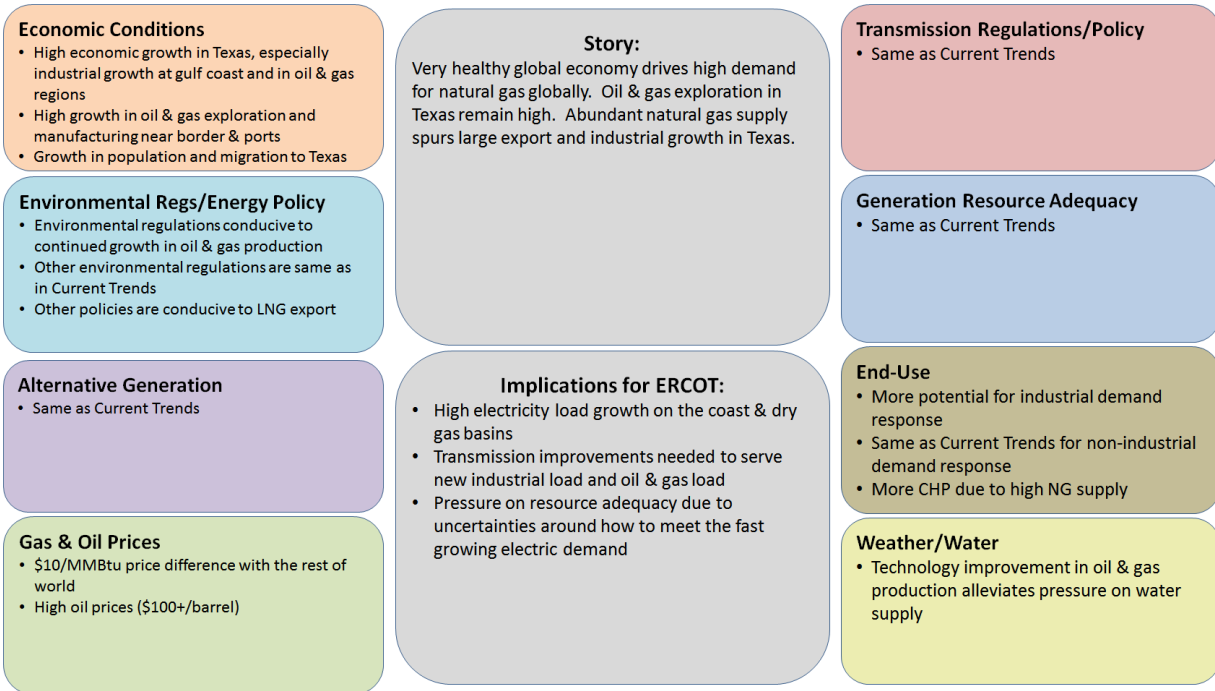 Economic Conditions
• High economic growth in Texas, especially
industrial growth at gulf coast and in oil & gas
regions
• High growth in oil & gas exploration and
manufacturing near border & ports
• Growth in population and migration to Texas
Environmental Regs/Energy Policy
• Environmental regulations conducive to
continued growth in oil & gas production
• Other environmental regulations are same as
in Current Trends
• Other policies are conducive to LNG export
Alternative Generation
• Same as Current Trends
Gas & Oil Prices
• $10/MMBtu price difference with the rest of
world
• High oil prices ($100+/barrel)
Story:
Very healthy global economy drives high demand
for natural gas globally. Oil & gas exploration in
Texas remain high. Abundant natural gas supply
spurs large export and industrial growth in Texas.
Implications for ERCOT:
• High electricity load growth on the coast & dry
gas basins
• Transmission improvements needed to serve
new industrial load and oil & gas load
• Pressure on resource adequacy due to
uncertainties around how to meet the fast
growing electric demand
Transmission Regulations/Policy
• Same as Current Trends
Generation Resource Adequacy
• Same as Current Trends
End-Use
• More potential for industrial demand
response
• Same as Current Trends for non-industrial
demand response
• More CHP due to high NG supply
Weather/Water
• Technology improvement in oil & gas
production alleviates pressure on water
supply